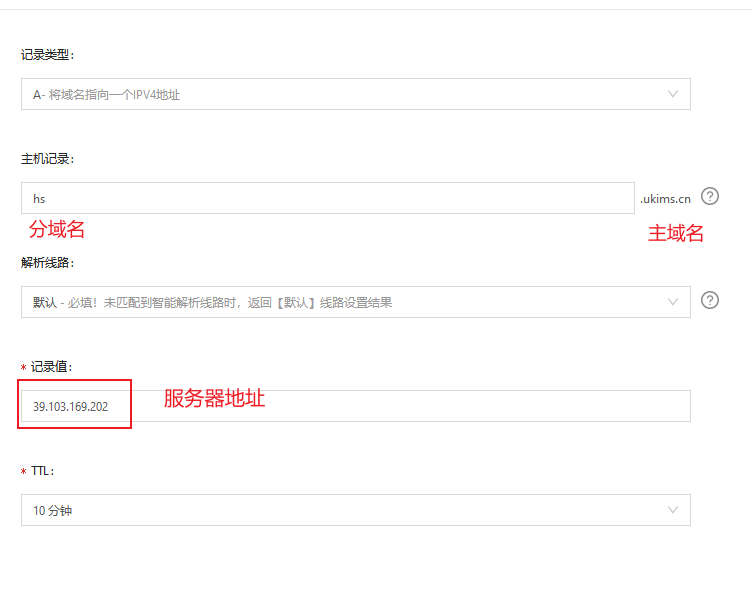 记录类型：
A- 将域名指向一个IPV4地址
主机记录：
hs
.ukims.cn
分域名
主域名
解析线路：
默认 - 必填！未匹配到智能解析线路时，返回【默认】线路设置结果
* 记录值：
39.103.169.202
服务器地址
* TTL：
10 分钟